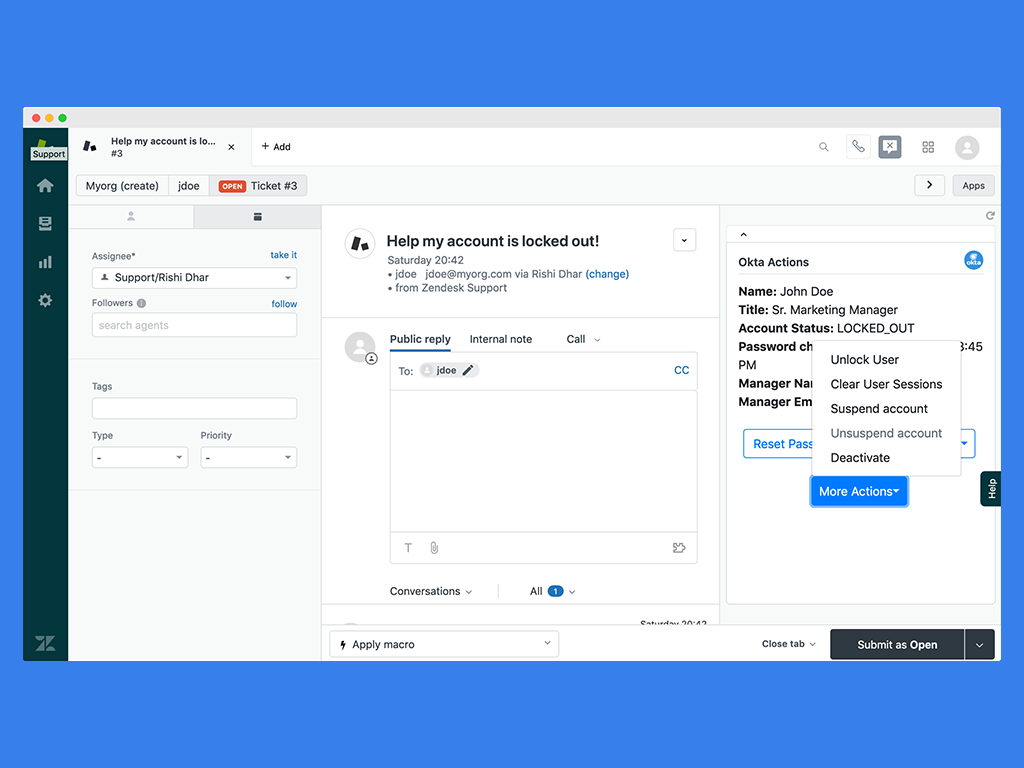 Support
Help my account is lo...
#3
+ Add
Myorg (create)
jdoe
OPEN Ticket #3
Apps
Assignee*
take it
Support/Rishi Dhar
Followers
follow
search agents
Tags
Type
Priority
-
-
Help my account is locked out!
Saturday 20:42
• jdoe jdoe@myorg.com via Rishi Dhar (change)
• from Zendesk Support
Public reply
Internal note
Call
To: jdoe
CC
T
Conversations
All 1
Saturday 20:42
Apply macro
Okta Actions
okta
Name: John Doe
Title: Sr. Marketing Manager
Account Status: LOCKED_OUT
Password ch
:45
PM
Manager Na
Manager Em
Reset Pass
Unlock User
Clear User Sessions
Suspend account
Unsuspend account
Deactivate
More Actions
Help
Close tab
Submit as Open